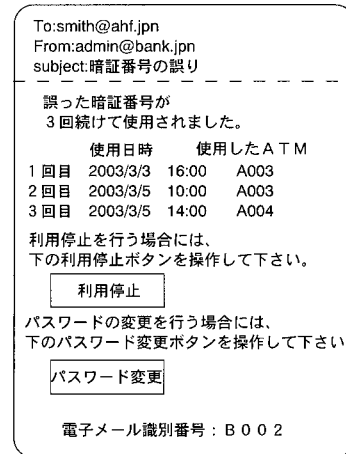 To:smith@ahf.jpn
From:admin@bank.jpn
subject:暗証番号の誤り
誤った暗証番号が
3回続けて使用されました。
使用日時 使用したATM
1回目 2003/3/3 16:00 A003
2回目 2003/3/5 10:00 A003
3回目 2003/3/5 14:00 A004
利用停止を行う場合には、
下の利用停止ボタンを操作して下さい。
利用停止
パスワードの変更を行う場合には、
下のパスワード変更ボタンを操作して下さい
パスワード変更
電子メール識別番号:B002